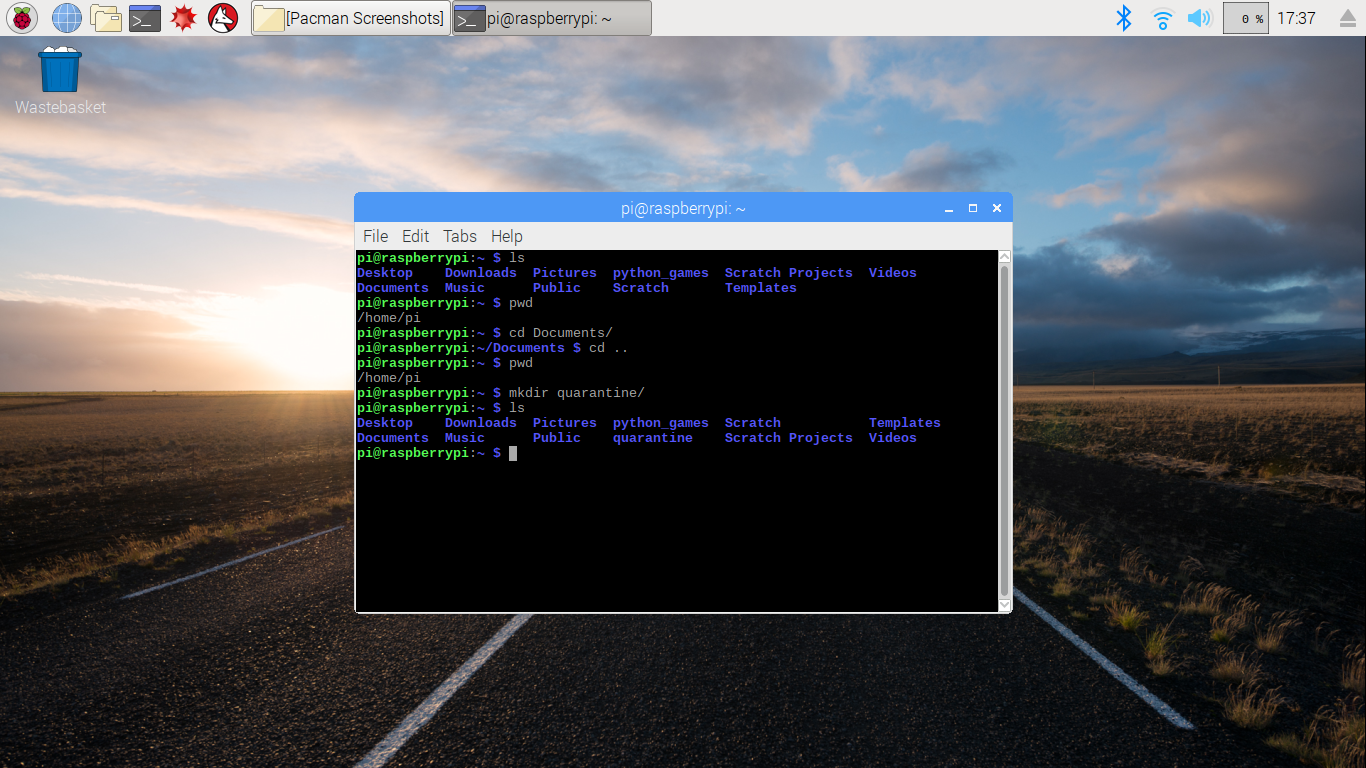 [Pacman Screenshots] pi@raspberrypi: ~ 0 % 17:37
Wastebasket
pi@raspberrypi: ~
File Edit Tabs Help
pi@raspberrypi:~ $ ls
Desktop    Downloads  Pictures  python_games  Scratch Projects  Videos
Documents  Music      Public    Scratch       Templates
pi@raspberrypi:~ $ pwd
/home/pi
pi@raspberrypi:~ $ cd Documents/
pi@raspberrypi:~/Documents $ cd ..
pi@raspberrypi:~ $ pwd
/home/pi
pi@raspberrypi:~ $ mkdir quarantine/
pi@raspberrypi:~ $ ls
Desktop    Downloads  Pictures  python_games  Scratch           Templates
Documents  Music      Public    quarantine    Scratch Projects  Videos
pi@raspberrypi:~ $